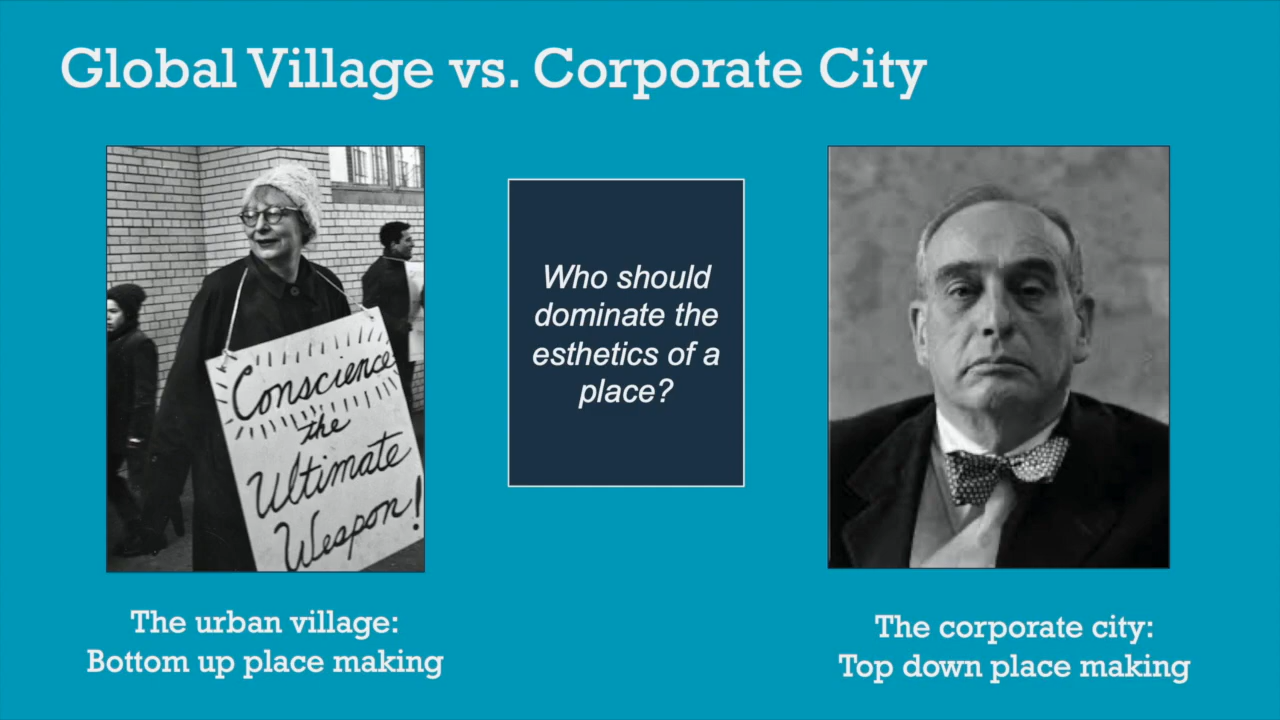 Global Village vs. Corporate City
Conscience
the
Ultimate
Weapon!
Who should
dominate the
esthetics of a
place?
The urban village:
Bottom up place making
The corporate city:
Top down place making